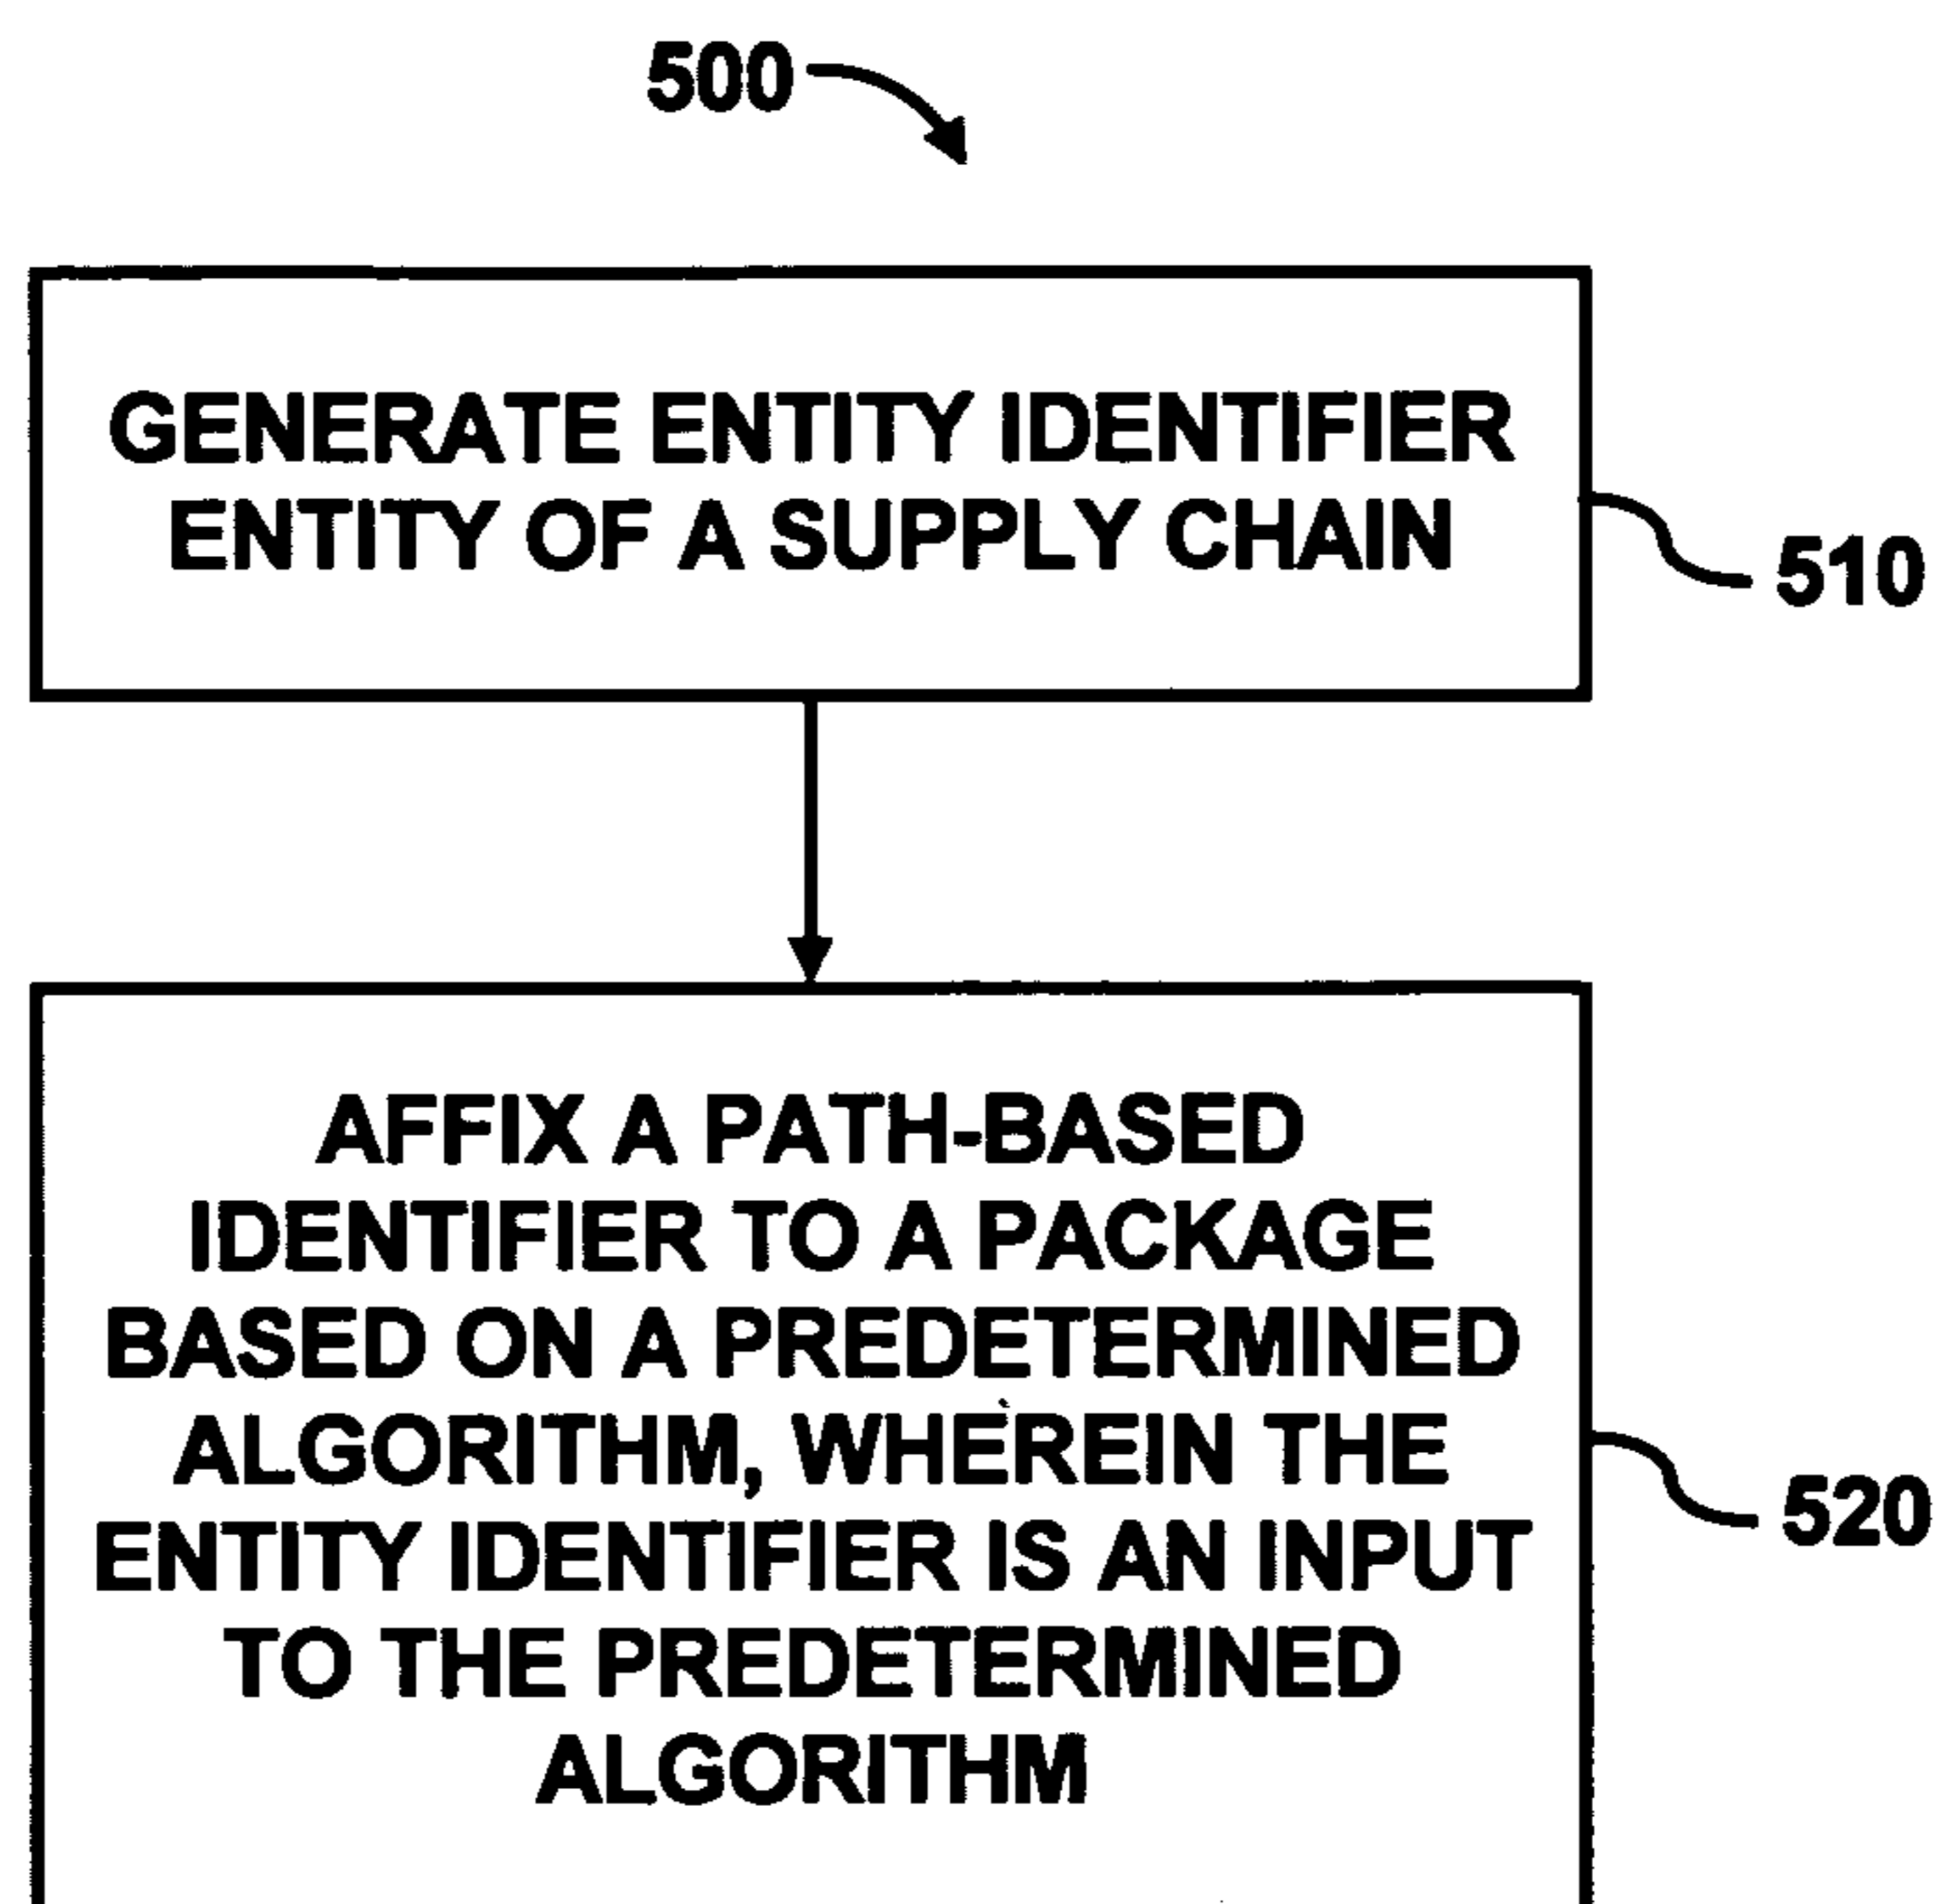 500
GENERATE ENTITY IDENTIFIER
ENTITY OF A SUPPLY CHAIN
510
AFFIX A PATH-BASED
IDENTIFIER TO A PACKAGE
BASED ON A PREDETERMINED
ALGORITHM, WHEREIN THE
ENTITY IDENTIFIER IS AN INPUT
TO THE PREDETERMINED
ALGORITHM
520